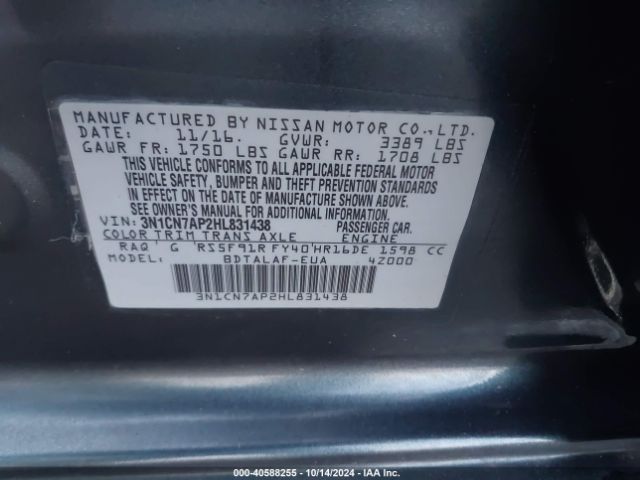 MANUFACTURED BY NISSAN MOTOR CO.,LTD.
DATE: 11/16. GVWR: 3389 LBS
GAWR FR: 1750 LBS GAWR RR: 1708 LBS
THIS VEHICLE CONFORMS TO ALL APPLICABLE FEDERAL MOTOR
VEHICLE SAFETY, BUMPER AND THEFT PREVENTION STANDARDS
IN EFFECT ON THE DATE OF MANUFACTURE SHOWN ABOVE.
SEE OWNER'S MANUAL FOR ADDITIONAL INFORMATION
VIN: 3N1CN7AP2HL831438 PASSENGER CAR.
COLOR TRIM TRANS AXLE ENGINE
RAQ G RS5F91R FY40 HR16DE 1598 CC
MODEL: BDTALAF-EUA 4Z000
3N1CN7AP2HL831438
000-40588255 - 10/14/2024 - IAA Inc.